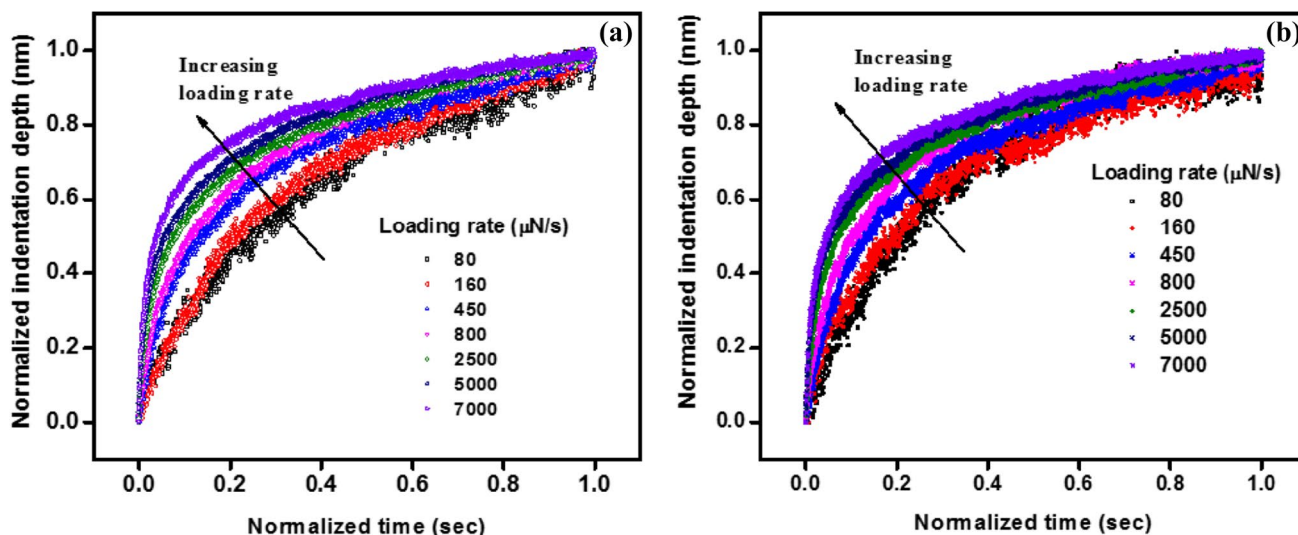 (a)
Normalized indentation depth (nm)
1.0
0.8
0.6
0.4
0.2
0.0
Increasing
loading rate
Loading rate (µN/s)
80
160
450
800
2500
5000
7000
0.0 0.2 0.4 0.6 0.8 1.0
Normalized time (sec)
(b)
Normalized indentation depth (nm)
1.0
0.8
0.6
0.4
0.2
0.0
Increasing
loading rate
Loading rate (µN/s)
80
160
450
800
2500
5000
7000
0.0 0.2 0.4 0.6 0.8 1.0
Normalized time (sec)